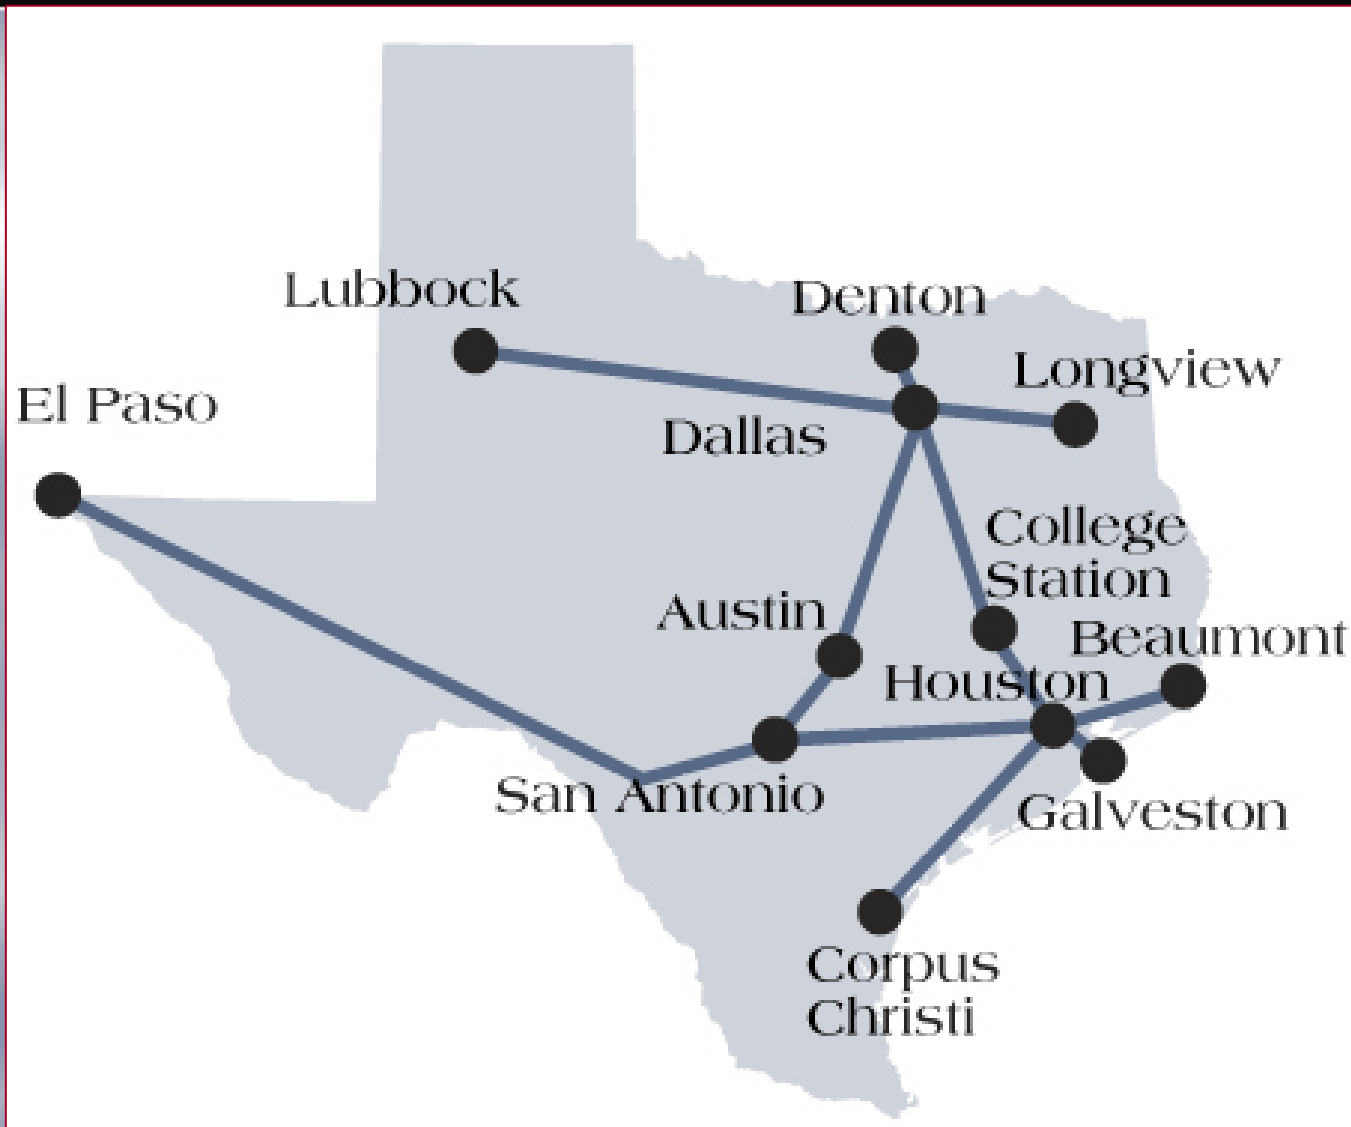 Lubbock
Denton
Longview
El Paso
Dallas
College
Station
Austin
Beaumont
Houston
San Antonio
Galveston
Corpus
Christi